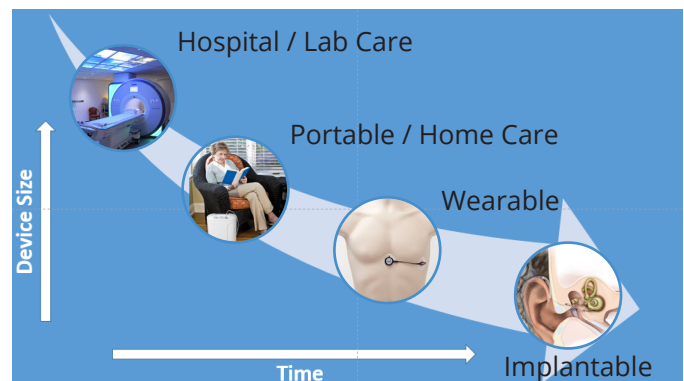 Hospital / Lab Care
Portable / Home Care
Wearable
Device Size
Implantable
Time